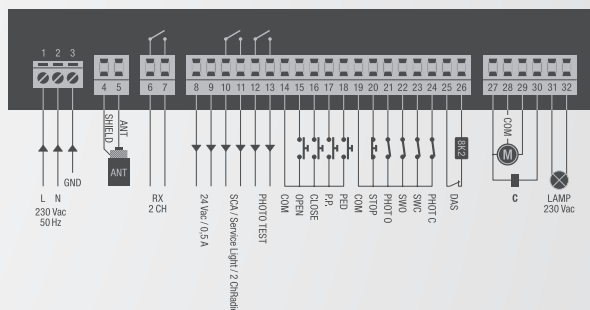 1 2 3
4 5
6 7
8 9 10 11 12 13 14 15 16 17 18 19 20 21 22 23 24 25 26
27 28 29 30 31 32
SHIELD
ANT
ANT
GND
L N
230 Vac
50 Hz
RX
2 CH
24 Vac / 0,5 A
SCA / Service Light / 2 ChRadio
PHOTO TEST
COM
OPEN
CLOSE
P.P.
PED
COM
STOP
PHOT O
SWO
SWC
PHOT C
DAS
8K2
COM
M
C
LAMP
230 Vac